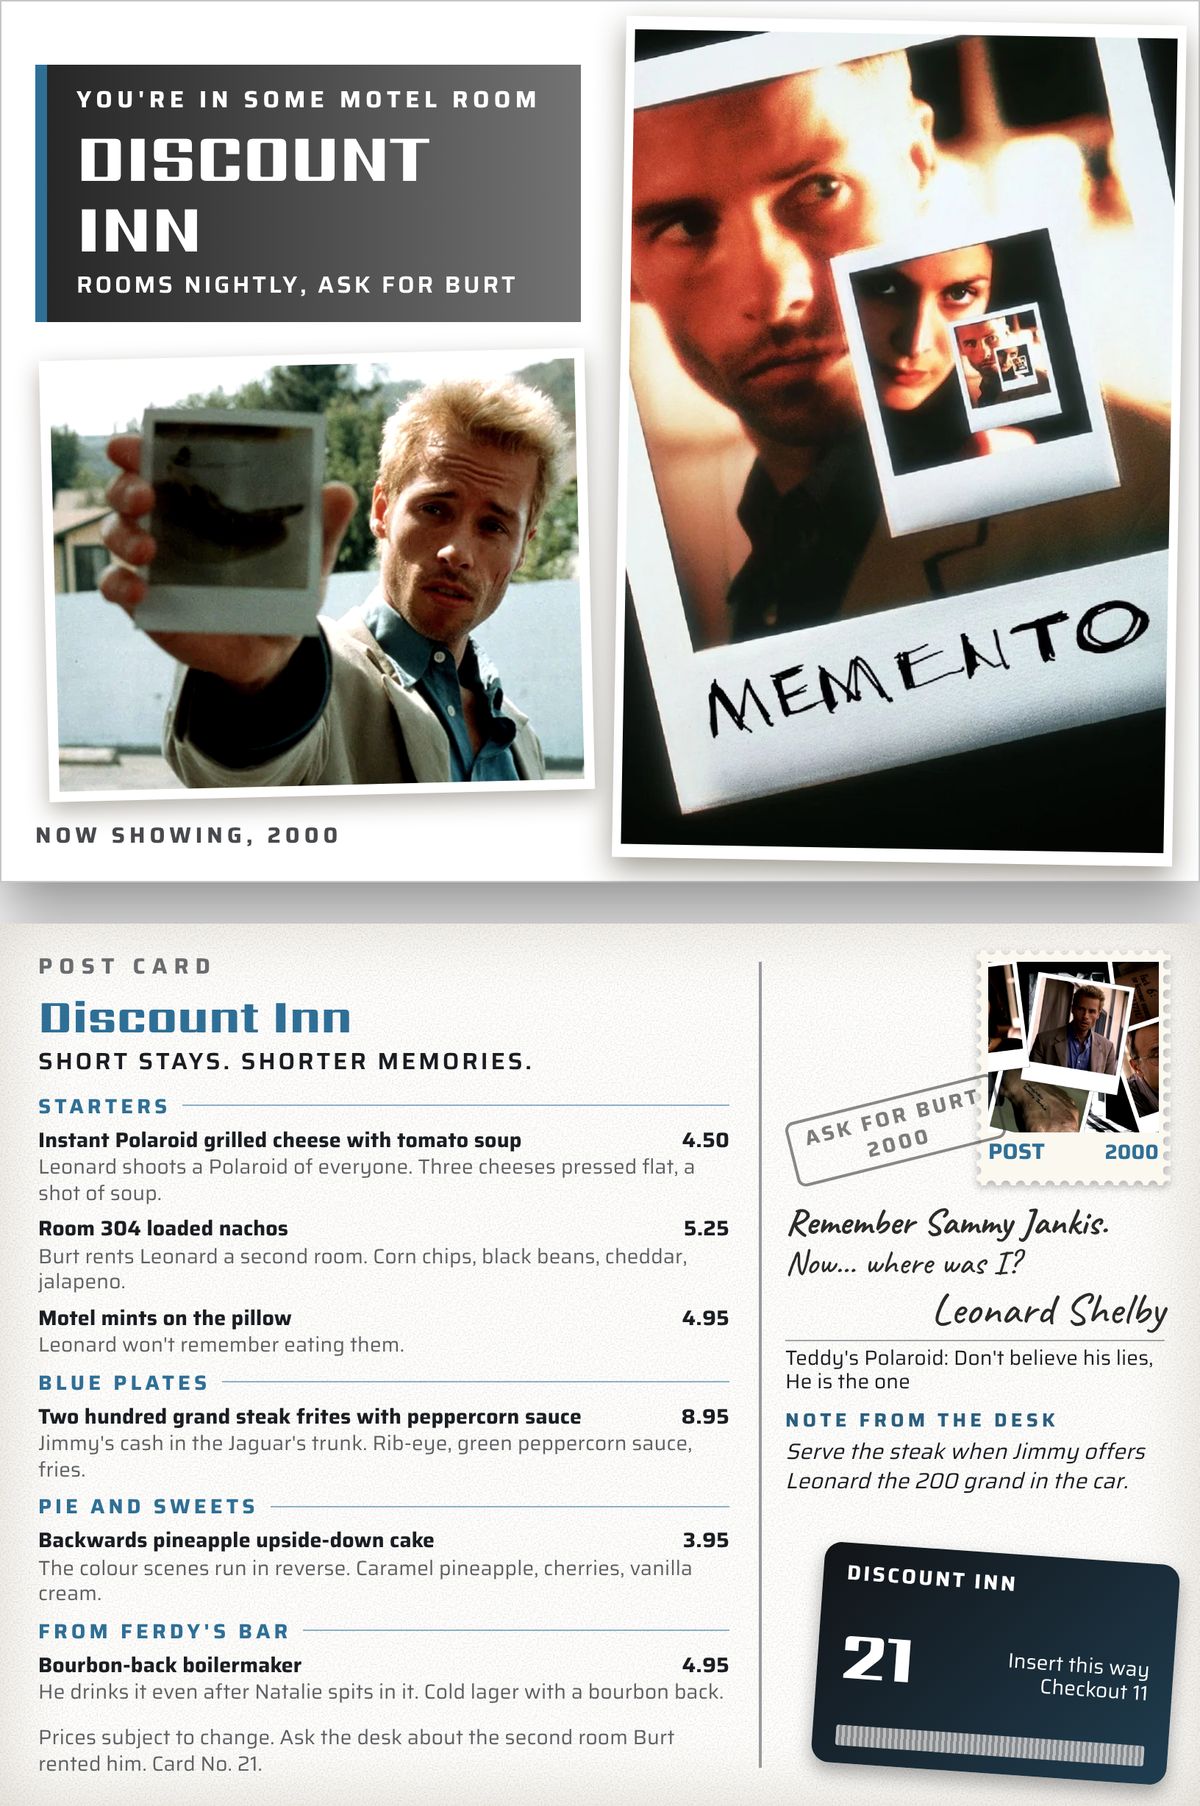 YOU'RE IN SOME MOTEL ROOM
DISCOUNT
INN
ROOMS NIGHTLY, ASK FOR BURT
MEMENTO
NOW SHOWING, 2000
POST CARD
Discount Inn
SHORT STAYS. SHORTER MEMORIES.
STARTERS
Instant Polaroid grilled cheese with tomato soup 4.50
Leonard shoots a Polaroid of everyone. Three cheeses pressed flat, a
shot of soup.
Room 304 loaded nachos 5.25
Burt rents Leonard a second room. Corn chips, black beans, cheddar,
jalapeno.
Motel mints on the pillow 4.95
Leonard won't remember eating them.
BLUE PLATES
Two hundred grand steak frites with peppercorn sauce 8.95
Jimmy's cash in the Jaguar's trunk. Rib-eye, green peppercorn sauce,
fries.
PIE AND SWEETS
Backwards pineapple upside-down cake 3.95
The colour scenes run in reverse. Caramel pineapple, cherries, vanilla
cream.
FROM FERDY'S BAR
Bourbon-back boilermaker 4.95
He drinks it even after Natalie spits in it. Cold lager with a bourbon back.
Prices subject to change. Ask the desk about the second room Burt
rented him. Card No. 21.
ASK FOR BURT
2000
POST 2000
Remember Sammy Jankis.
Now... where was I?
Leonard Shelby
Teddy's Polaroid: Don't believe his lies,
He is the one
NOTE FROM THE DESK
Serve the steak when Jimmy offers
Leonard the 200 grand in the car.
DISCOUNT INN
21
Insert this way
Checkout 11